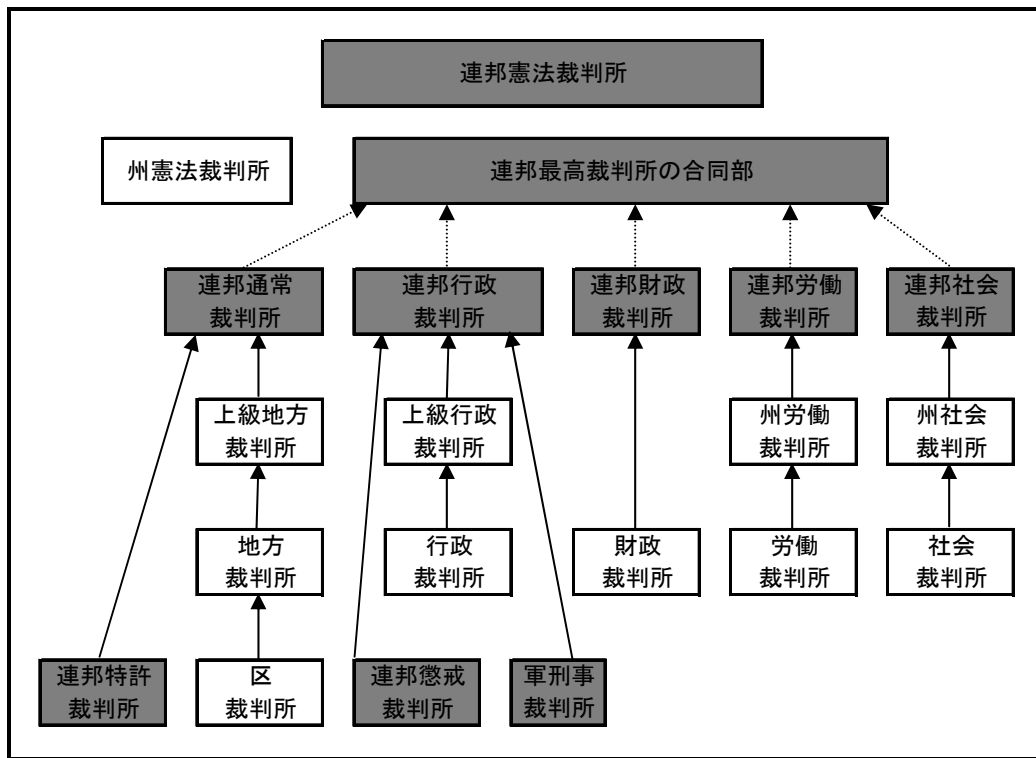 連邦憲法裁判所
州憲法裁判所
連邦最高裁判所の合同部
連邦通常
裁判所
連邦行政
裁判所
連邦財政
裁判所
連邦労働
裁判所
連邦社会
裁判所
上級地方
裁判所
上級行政
裁判所
州労働
裁判所
州社会
裁判所
地方
裁判所
行政
裁判所
財政
裁判所
労働
裁判所
社会
裁判所
連邦特許
裁判所
区
裁判所
連邦懲戒
裁判所
軍刑事
裁判所